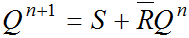 Qⁿ⁺¹ = S + R̅Qⁿ